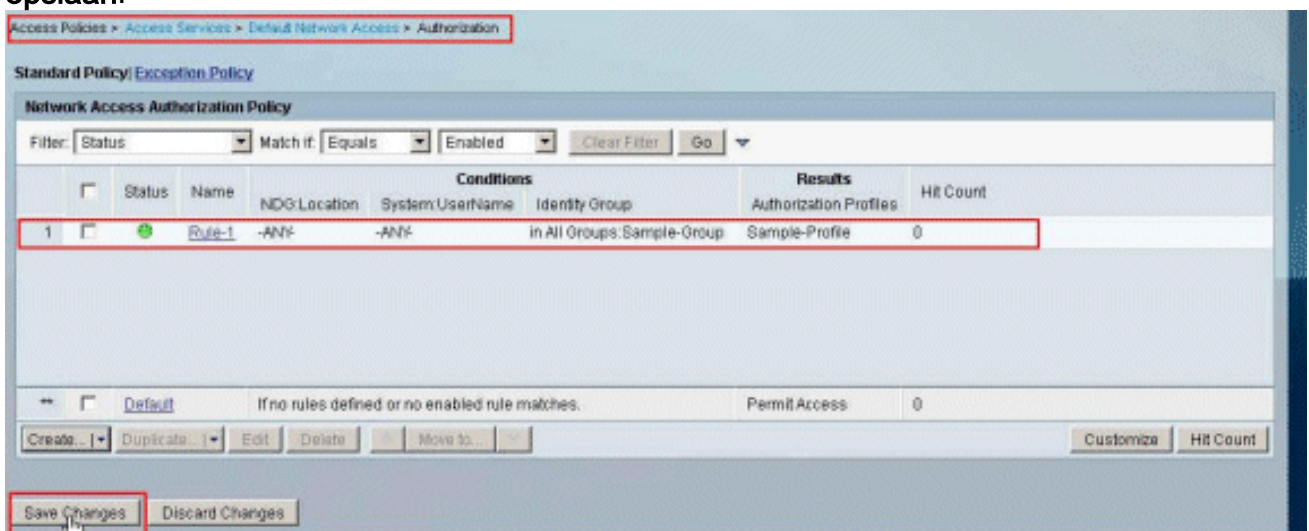 opslaan.
Access Policies > Access Services > Default Network Access > Authorization
Standard Policy| Exception Policy
Network Access Authorization Policy
Filter: Status Match if: Equals Enabled Clear Filter Go
Status Name Conditions Results Hit Count
NDG:Location System:UserName Identity Group Authorization Profiles
1 Rule-1 -ANY- -ANY- in All Groups:Sample-Group Sample-Profile 0
** Default If no rules defined or no enabled rule matches. Permit Access 0
Create... Duplicate... Edit Delete Move to... Customize Hit Count
Save Changes Discard Changes